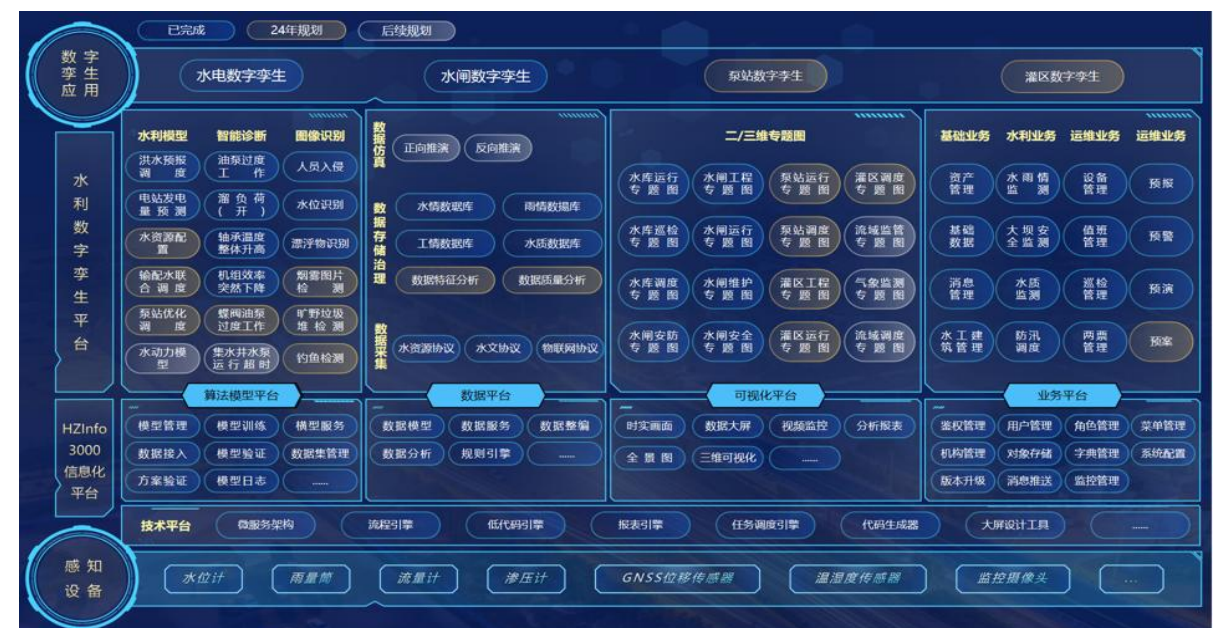 已完成
24年规划
后续规划
数字
孪生
应用
水电数字孪生
水闸数字孪生
泵站数字孪生
灌区数字孪生
水利数字孪生平台
水利模型
智能诊断
图像识别
洪水预报
调度
油泵过度
工作
人员入侵
电站发电
量预测
溜负荷
(开)
水位识别
水资源配
置
轴承温度
整体升高
漂浮物识别
输配水联
合调度
机组效率
突然下降
烟雾图片
检测
泵站优化
调度
蝶阀油泵
过度工作
旷野垃圾
堆检测
水动力模
型
集水井水泵
运行超时
钓鱼检测
数据仿真
正向推演
反向推演
数据存储治理
水情数据库
雨情数据库
工情数据库
水质数据库
数据特征分析
数据质量分析
数据采集
水资源协议
水文协议
物联网协议
二/三维专题图
水库运行
专题图
水闸工程
专题图
泵站运行
专题图
灌区调度
专题图
水库巡检
专题图
水闸运行
专题图
泵站调度
专题图
流域监管
专题图
水库调度
专题图
水闸维护
专题图
灌区工程
专题图
气象监测
专题图
水闸安防
专题图
水闸安全
专题图
灌区运行
专题图
流域调度
专题图
基础业务
水利业务
运维业务
运维业务
资产
管理
水雨情
监测
设备
管理
预报
基础
数据
大坝安
全监测
值班
管理
预警
消息
管理
水质
监测
巡检
管理
预演
水工建
筑管理
防汛
调度
两票
管理
预案
算法模型平台
数据平台
可视化平台
业务平台
HZInfo
3000
信息化
平台
模型管理
模型训练
模型服务
数据接入
模型验证
数据集管理
方案验证
模型日志
......
数据模型
数据服务
数据整编
数据分析
规则引擎
......
时实画面
数据大屏
视频监控
分析报表
全景图
三维可视化
......
鉴权管理
用户管理
角色管理
菜单管理
机构管理
对象存储
字典管理
系统配置
版本升级
消息推送
监控管理
技术平台
微服务架构
流程引擎
低代码引擎
报表引擎
任务调度引擎
代码生成器
大屏设计工具
......
感知
设备
水位计
雨量筒
流量计
渗压计
GNSS位移传感器
温湿度传感器
监控摄像头
...